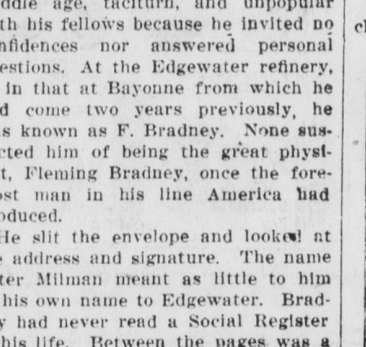 ddle age, taciturn, and unpopular
th his fellows because he invited no
nfidences nor answered personal
estions. At the Edgewater refinery,
in that at Bayonne from which he
d come two years previously, he
s known as F. Bradney. None sus-
cted him of being the great physi-
t, Fleming Bradney, once the fore-
ost man in his line America had
oduced.
He slit the envelope and looked at
e address and signature. The name
ter Milman meant as little to him
his own name to Edgewater. Brad-
y had never read a Social Register
his life. Between the pages was a